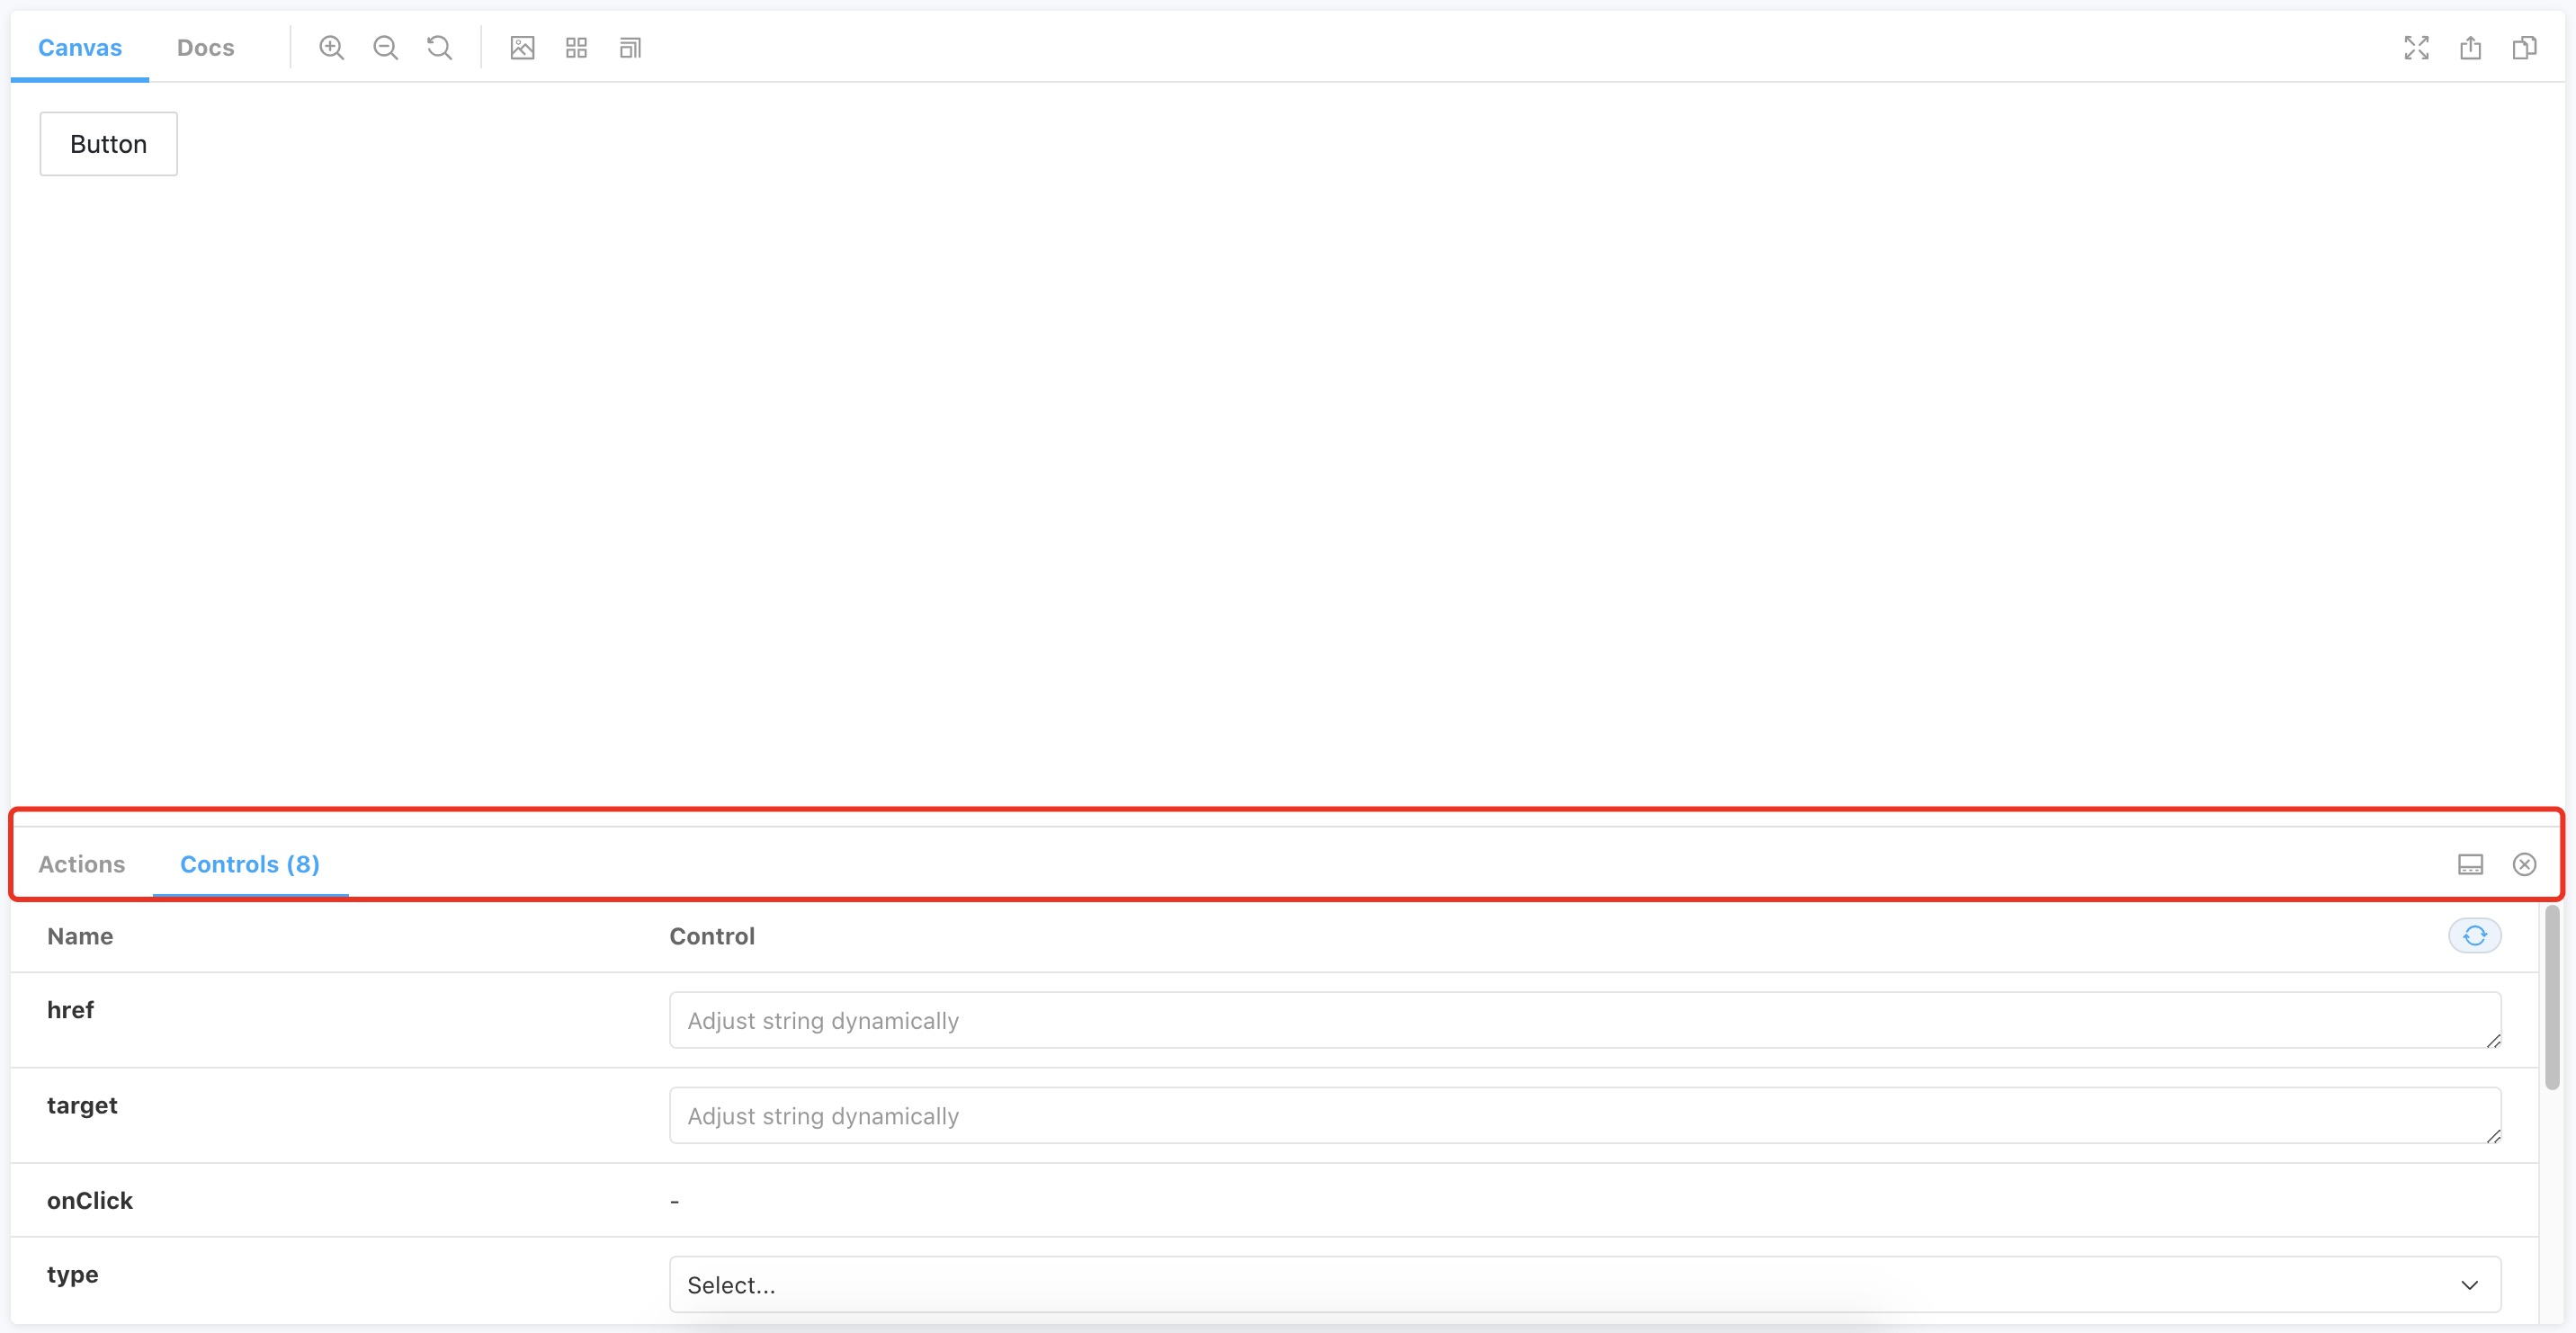 Canvas Docs
Button
Actions Controls (8)
Name Control
href Adjust string dynamically
target Adjust string dynamically
onClick -
type Select...